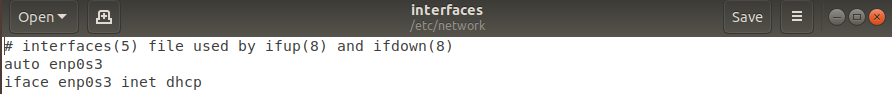 Open
interfaces
/etc/network
Save
# interfaces(5) file used by ifup(8) and ifdown(8)
auto enp0s3
iface enp0s3 inet dhcp